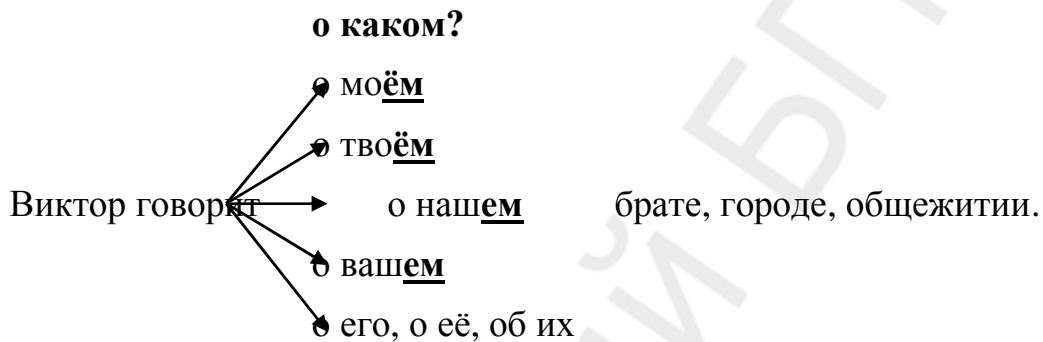 о каком?
о моём
о твоём
Виктор говорит о нашем брате, городе, общежитии.
о вашем
о его, о её, об их